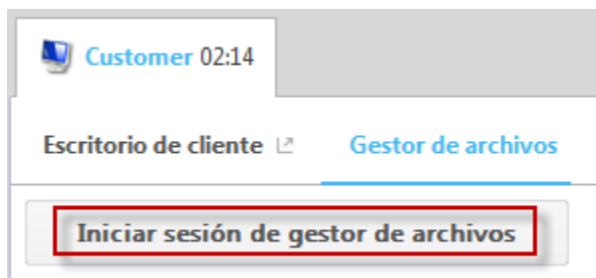 Customer 02:14
Escritorio de cliente Gestor de archivos
Iniciar sesión de gestor de archivos